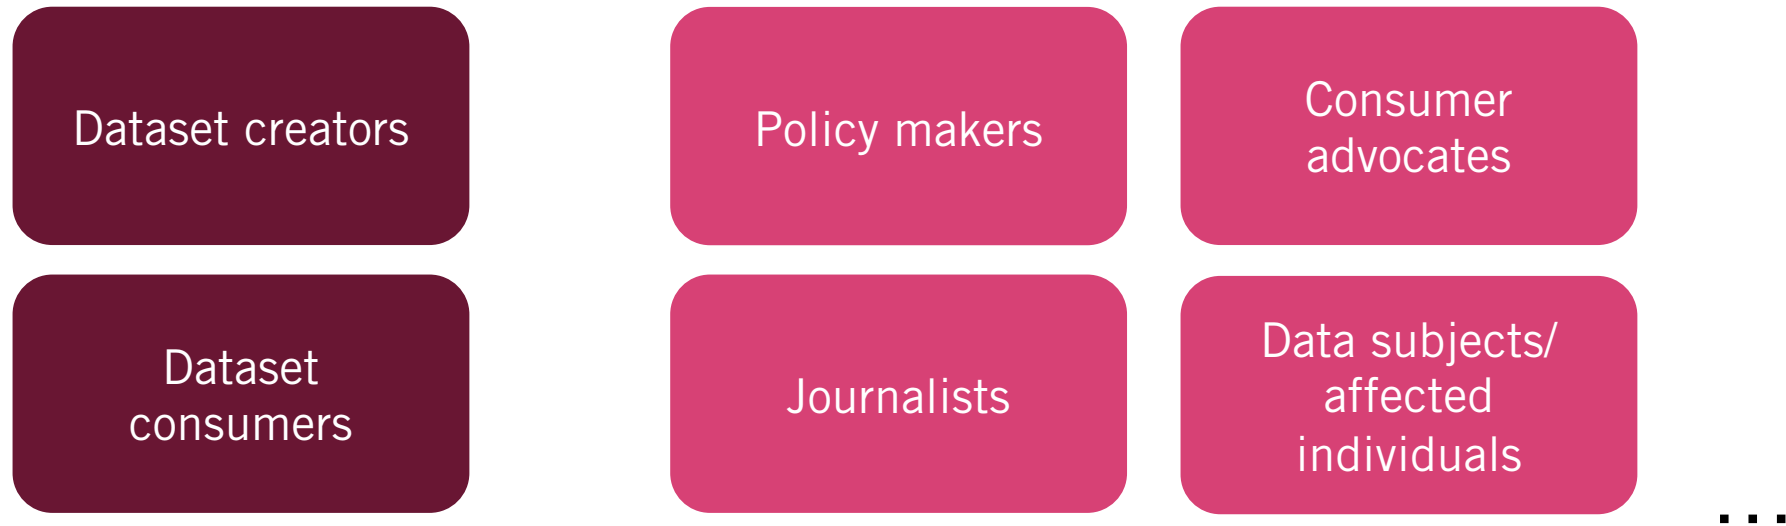 Dataset creators
Policy makers
Consumer
advocates
Dataset
consumers
Journalists
Data subjects/
affected
individuals
...